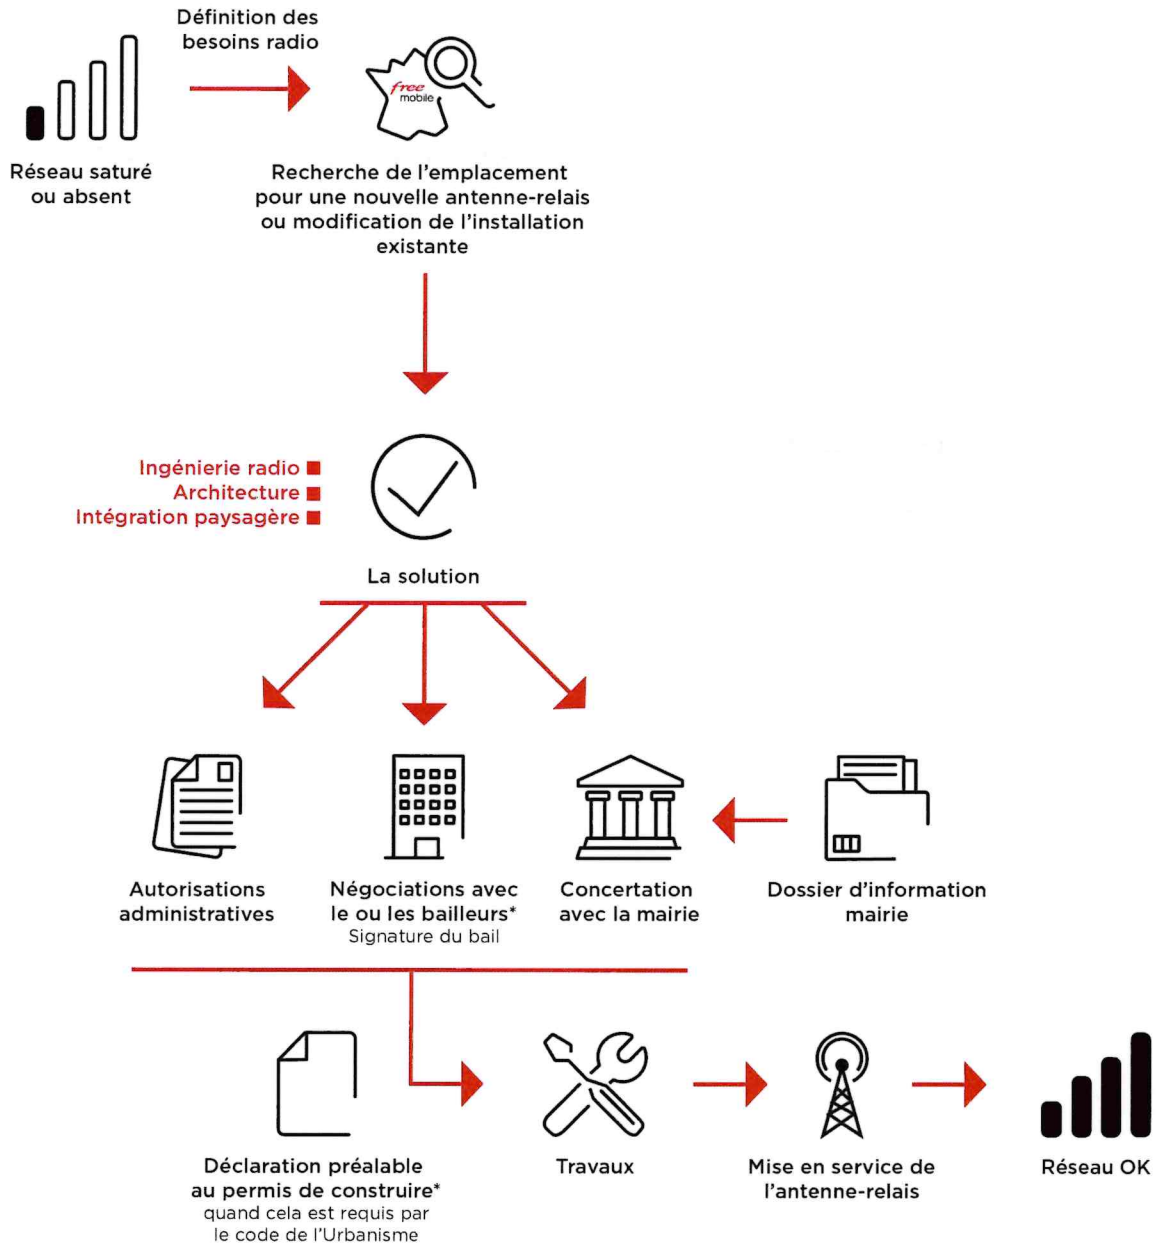 Définition des
besoins radio
free
mobile
Réseau saturé
ou absent
Recherche de l'emplacement
pour une nouvelle antenne-relais
ou modification de l'installation
existante
Ingénierie radio
Architecture
Intégration paysagère
La solution
Autorisations
administratives
Négociations avec
le ou les bailleurs*
Signature du bail
Concertation
avec la mairie
Dossier d'information
mairie
Déclaration préalable
au permis de construire*
quand cela est requis par
le code de l'Urbanisme
Travaux
Mise en service de
l'antenne-relais
Réseau OK